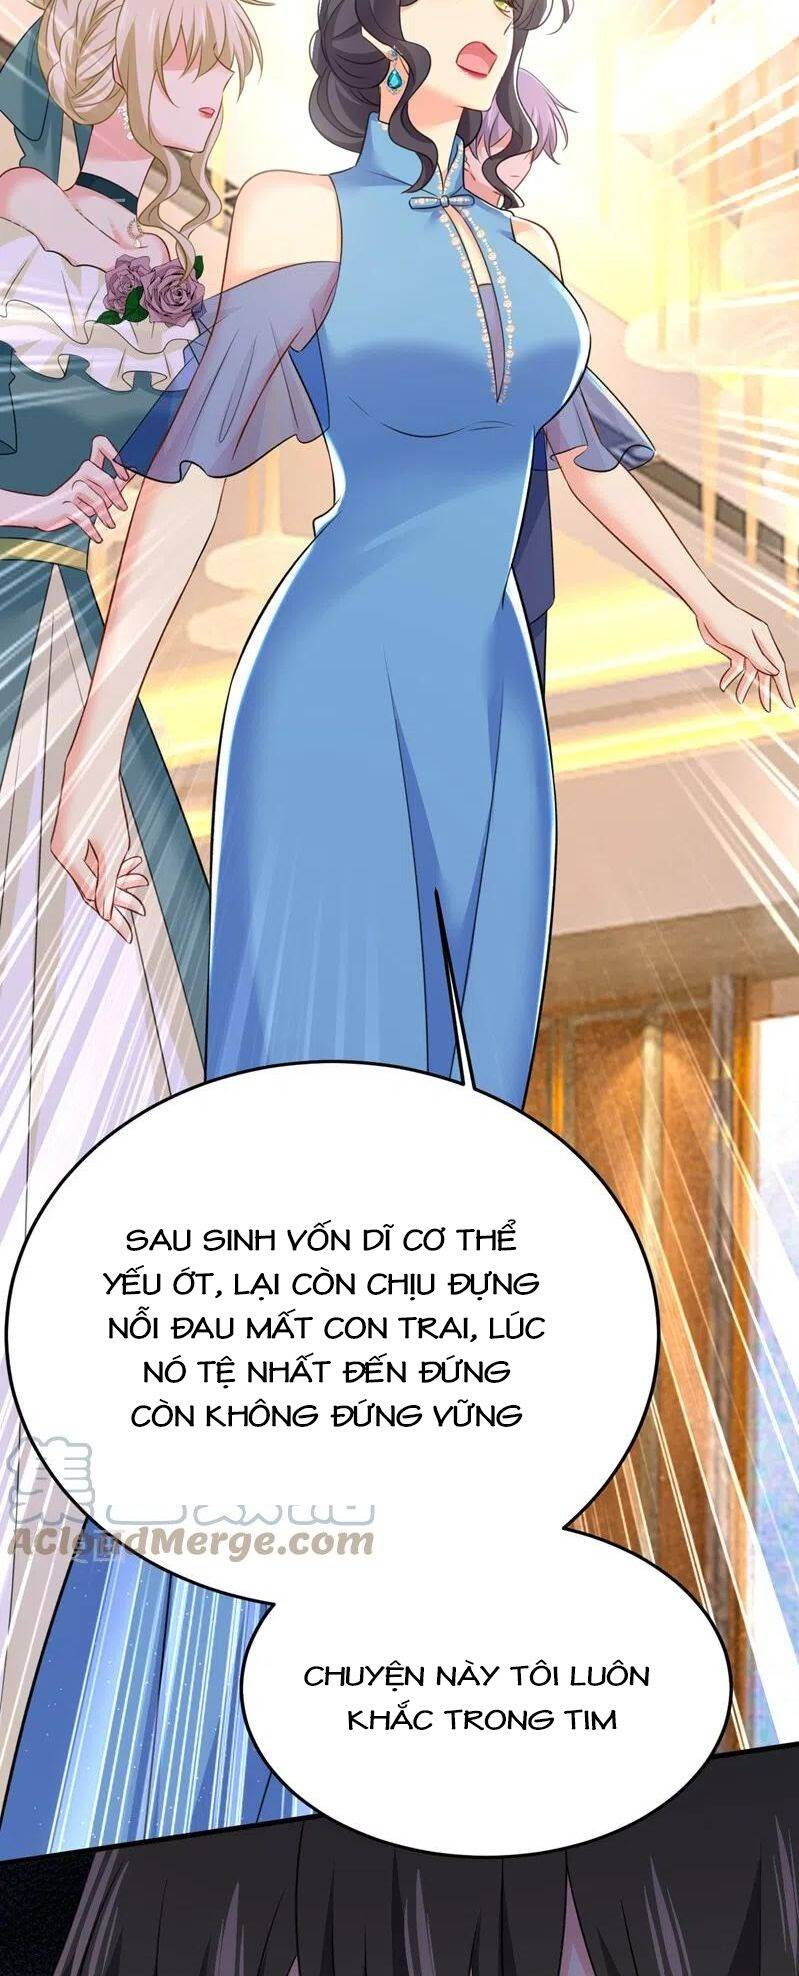 SAU SINH VỐN DĨ CƠ THỂ
YẾU ỚT, LẠI CÒN CHỊU ĐỰNG
NỖI ĐAU MẤT CON TRAI, LÚC
NÓ TỆ NHẤT ĐẾN ĐỨNG
CÒN KHÔNG ĐỨNG VỮNG
ACloudMerge.com
CHUYỆN NÀY TÔI LUÔN
KHẮC TRONG TIM